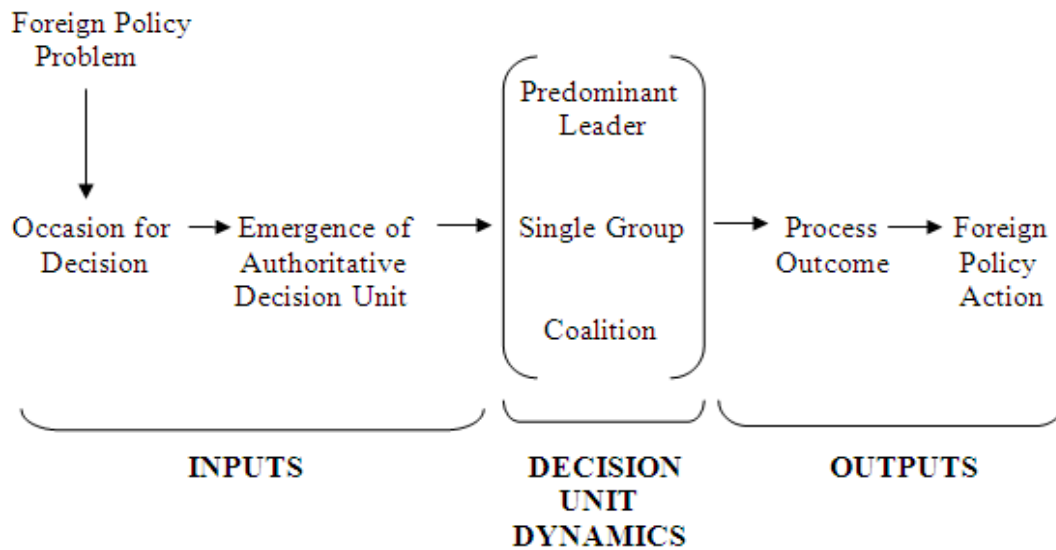 Foreign Policy
Problem
Occasion for
Decision
Emergence of
Authoritative
Decision Unit
Predominant
Leader
Single Group
Coalition
Process
Outcome
Foreign
Policy
Action
INPUTS
DECISION
UNIT
DYNAMICS
OUTPUTS